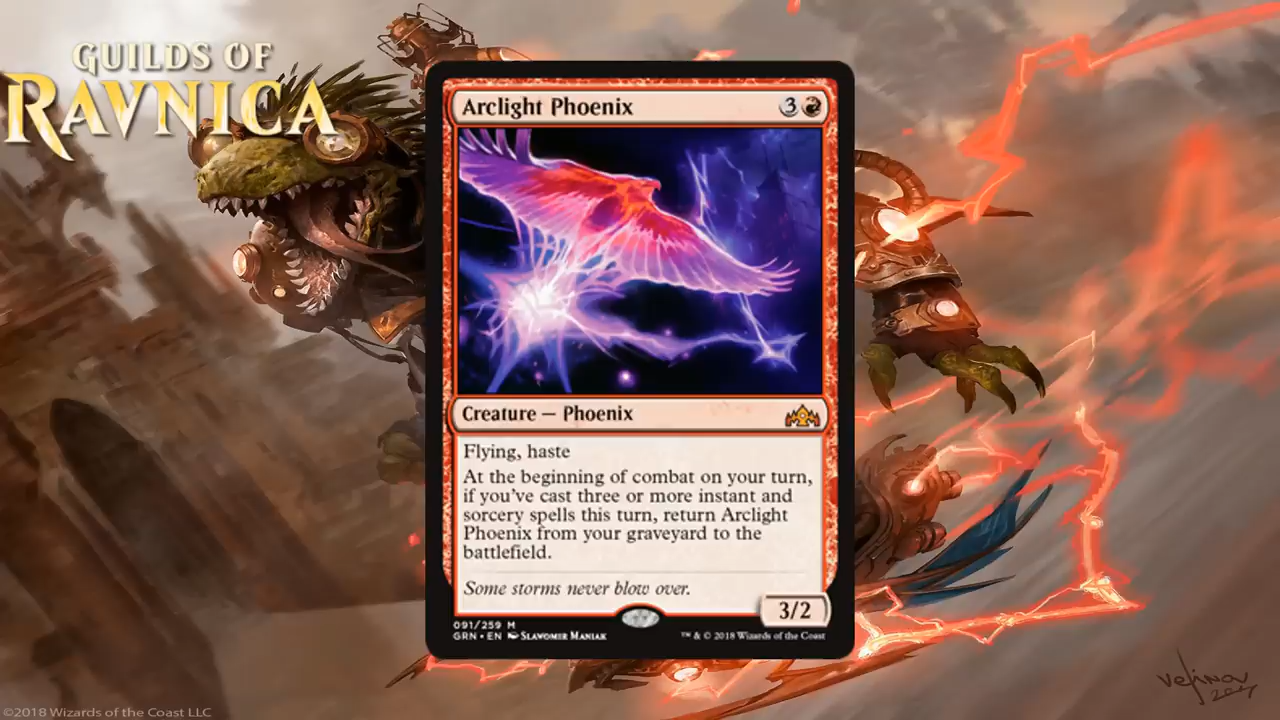 GUILDS OF
RAVNICA
Arclight Phoenix
3
Creature — Phoenix
Flying, haste
At the beginning of combat on your turn,
if you've cast three or more instant and
sorcery spells this turn, return Arclight
Phoenix from your graveyard to the
battlefield.
Some storms never blow over.
3/2
091/259 M
GRN • EN Slawomir Maniak
™ & © 2018 Wizards of the Coast
©2018 Wizards of the Coast LLC